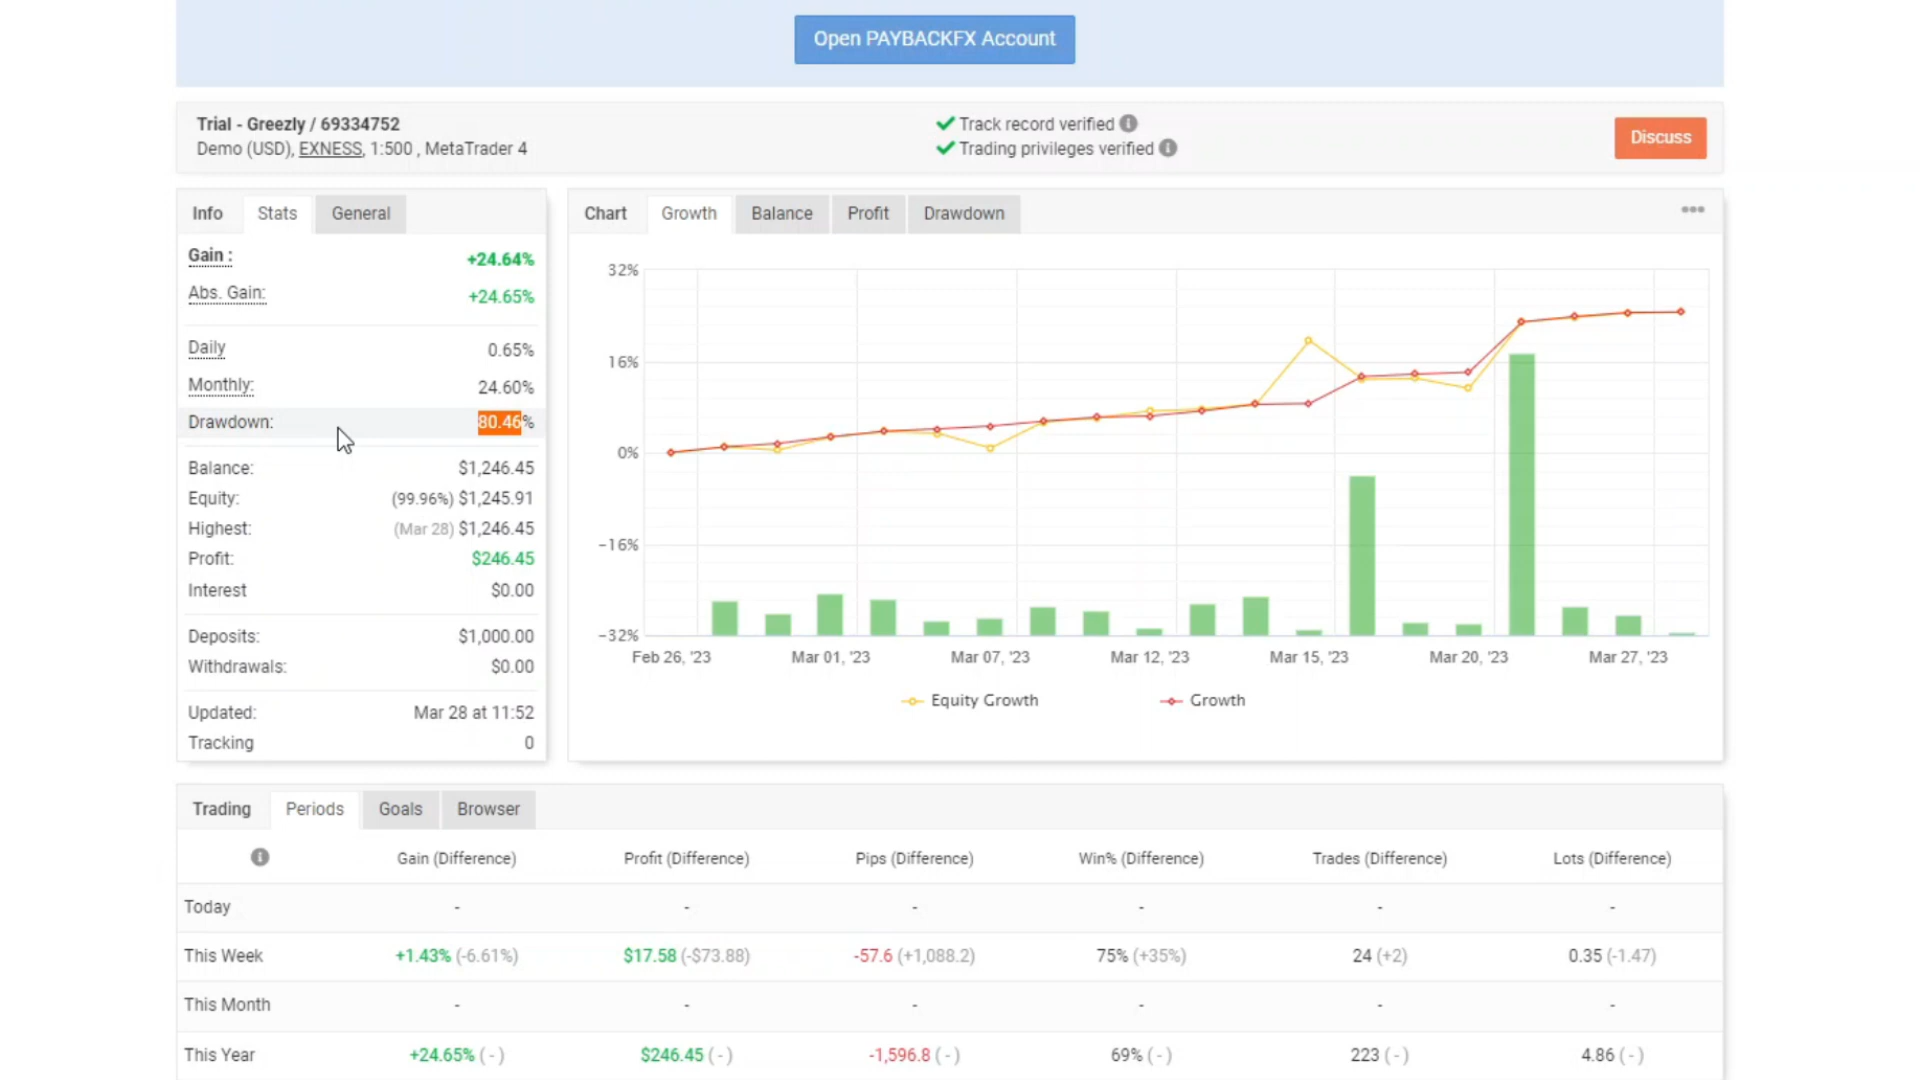 Open PAYBACKFX Account
Trial - Greezly / 69334752
Demo (USD), EXNESS, 1:500 , MetaTrader 4
Track record verified
Trading privileges verified
Discuss
Info Stats General
Gain : +24.64%
Abs. Gain: +24.65%
Daily 0.65%
Monthly: 24.60%
Drawdown: 80.46%
Balance: $1,246.45
Equity: (99.96%) $1,245.91
Highest: (Mar 28) $1,246.45
Profit: $246.45
Interest $0.00
Deposits: $1,000.00
Withdrawals: $0.00
Updated: Mar 28 at 11:52
Tracking 0
Chart Growth Balance Profit Drawdown
32%
16%
0%
-16%
-32%
Feb 26, '23 Mar 01, '23 Mar 07, '23 Mar 12, '23 Mar 15, '23 Mar 20, '23 Mar 27, '23
Equity Growth Growth
Trading Periods Goals Browser
Gain (Difference) Profit (Difference) Pips (Difference) Win% (Difference) Trades (Difference) Lots (Difference)
Today - - - - - -
This Week +1.43% (-6.61%) $17.58 (-$73.88) -57.6 (+1,088.2) 75% (+35%) 24 (+2) 0.35 (-1.47)
This Month - - - - - -
This Year +24.65% ( - ) $246.45 ( - ) -1,596.8 ( - ) 69% ( - ) 223 ( - ) 4.86 ( - )